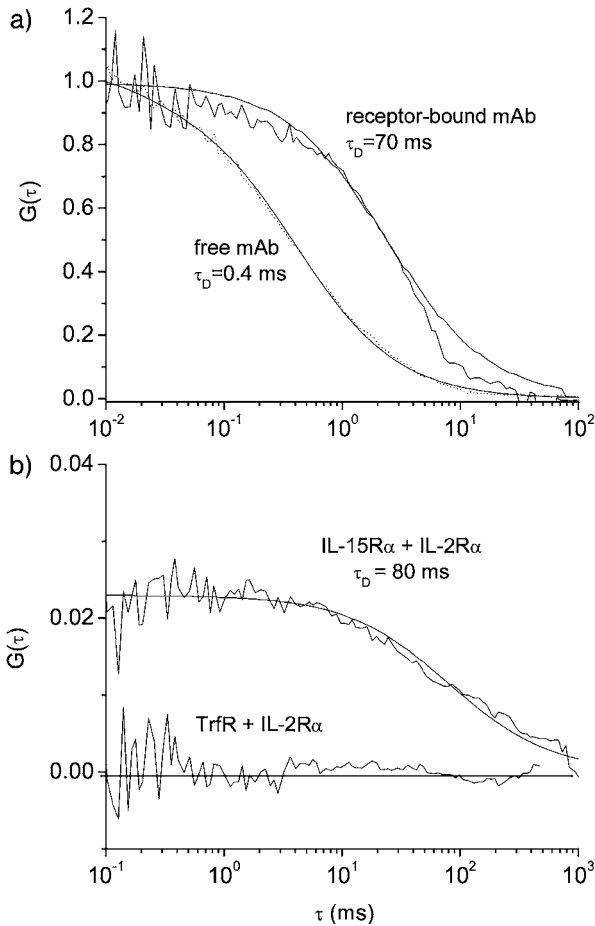 a)
1.2
1.0
0.8
0.6
0.4
0.2
0.0
G(τ)
receptor-bound mAb
τD=70 ms
free mAb
τD=0.4 ms
10-2
10-1
100
101
102
b)
0.04
0.02
0.00
G(τ)
IL-15Rα + IL-2Rα
τD = 80 ms
TrfR + IL-2Rα
10-1
100
101
102
103
τ (ms)